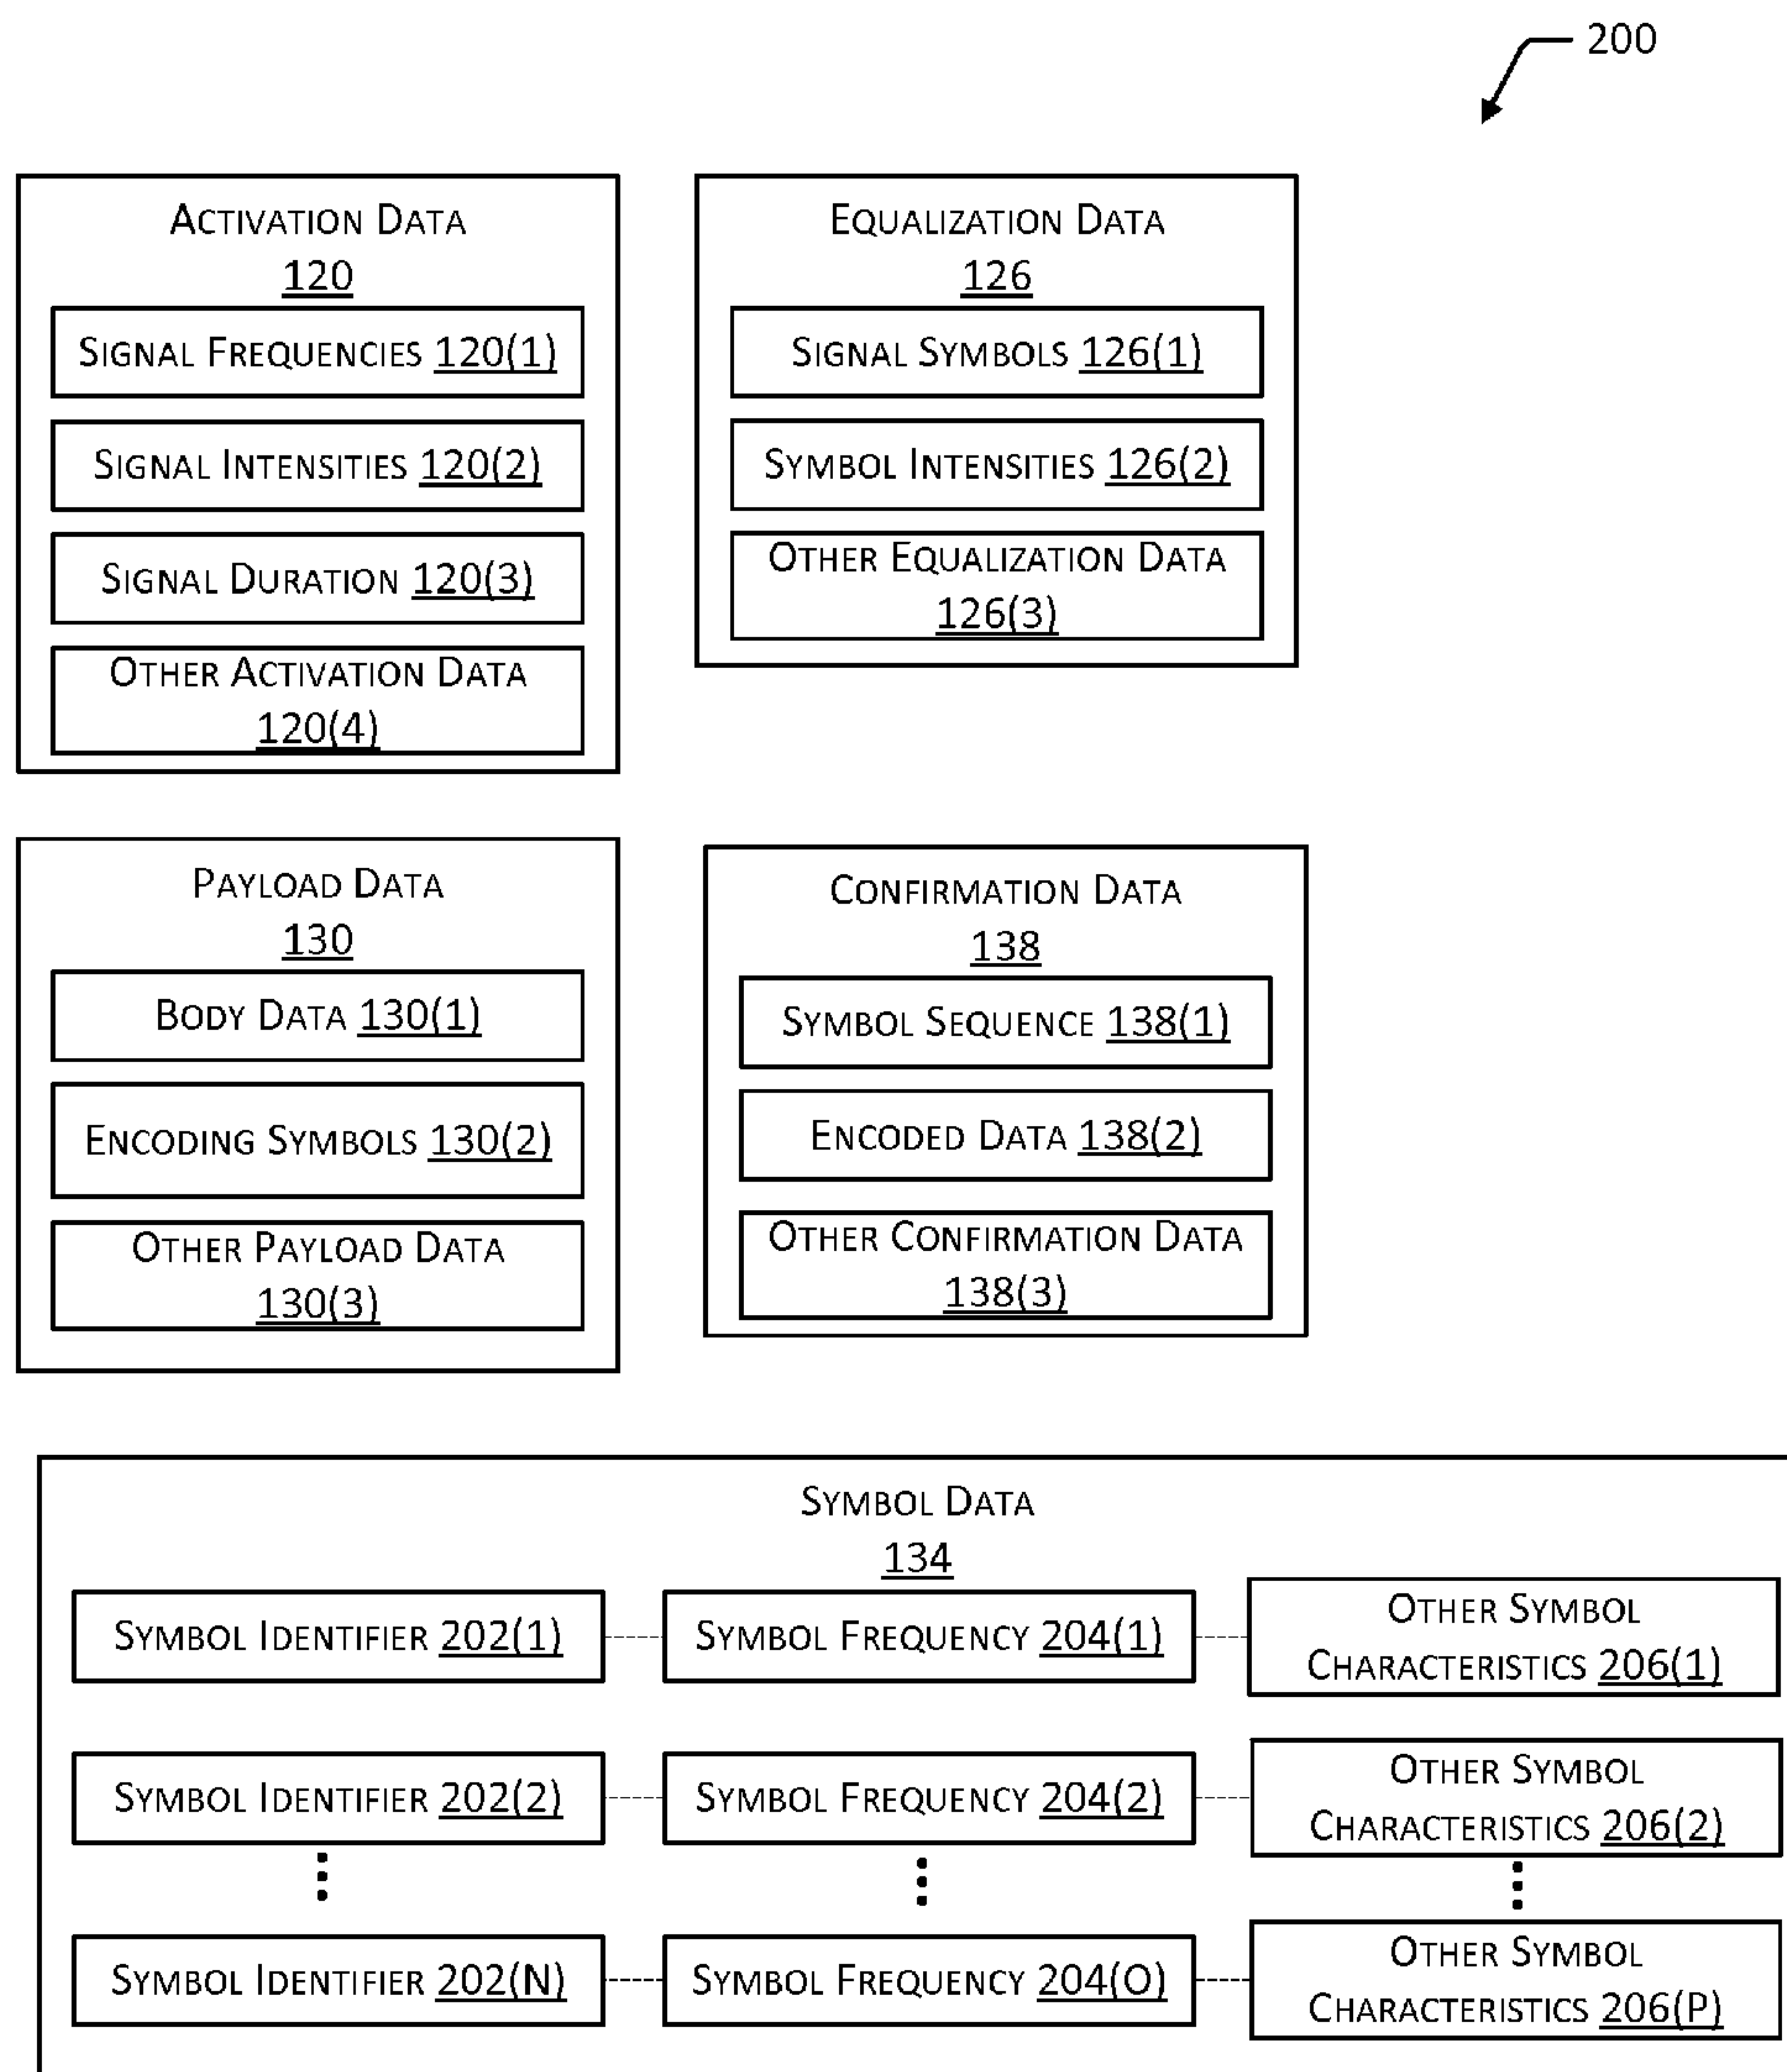 200
ACTIVATION DATA
120
SIGNAL FREQUENCIES 120(1)
SIGNAL INTENSITIES 120(2)
SIGNAL DURATION 120(3)
OTHER ACTIVATION DATA
120(4)
EQUALIZATION DATA
126
SIGNAL SYMBOLS 126(1)
SYMBOL INTENSITIES 126(2)
OTHER EQUALIZATION DATA
126(3)
PAYLOAD DATA
130
BODY DATA 130(1)
ENCODING SYMBOLS 130(2)
OTHER PAYLOAD DATA
130(3)
CONFIRMATION DATA
138
SYMBOL SEQUENCE 138(1)
ENCODED DATA 138(2)
OTHER CONFIRMATION DATA
138(3)
SYMBOL DATA
134
SYMBOL IDENTIFIER 202(1)
SYMBOL FREQUENCY 204(1)
OTHER SYMBOL
CHARACTERISTICS 206(1)
SYMBOL IDENTIFIER 202(2)
SYMBOL FREQUENCY 204(2)
OTHER SYMBOL
CHARACTERISTICS 206(2)
SYMBOL IDENTIFIER 202(N)
SYMBOL FREQUENCY 204(O)
OTHER SYMBOL
CHARACTERISTICS 206(P)